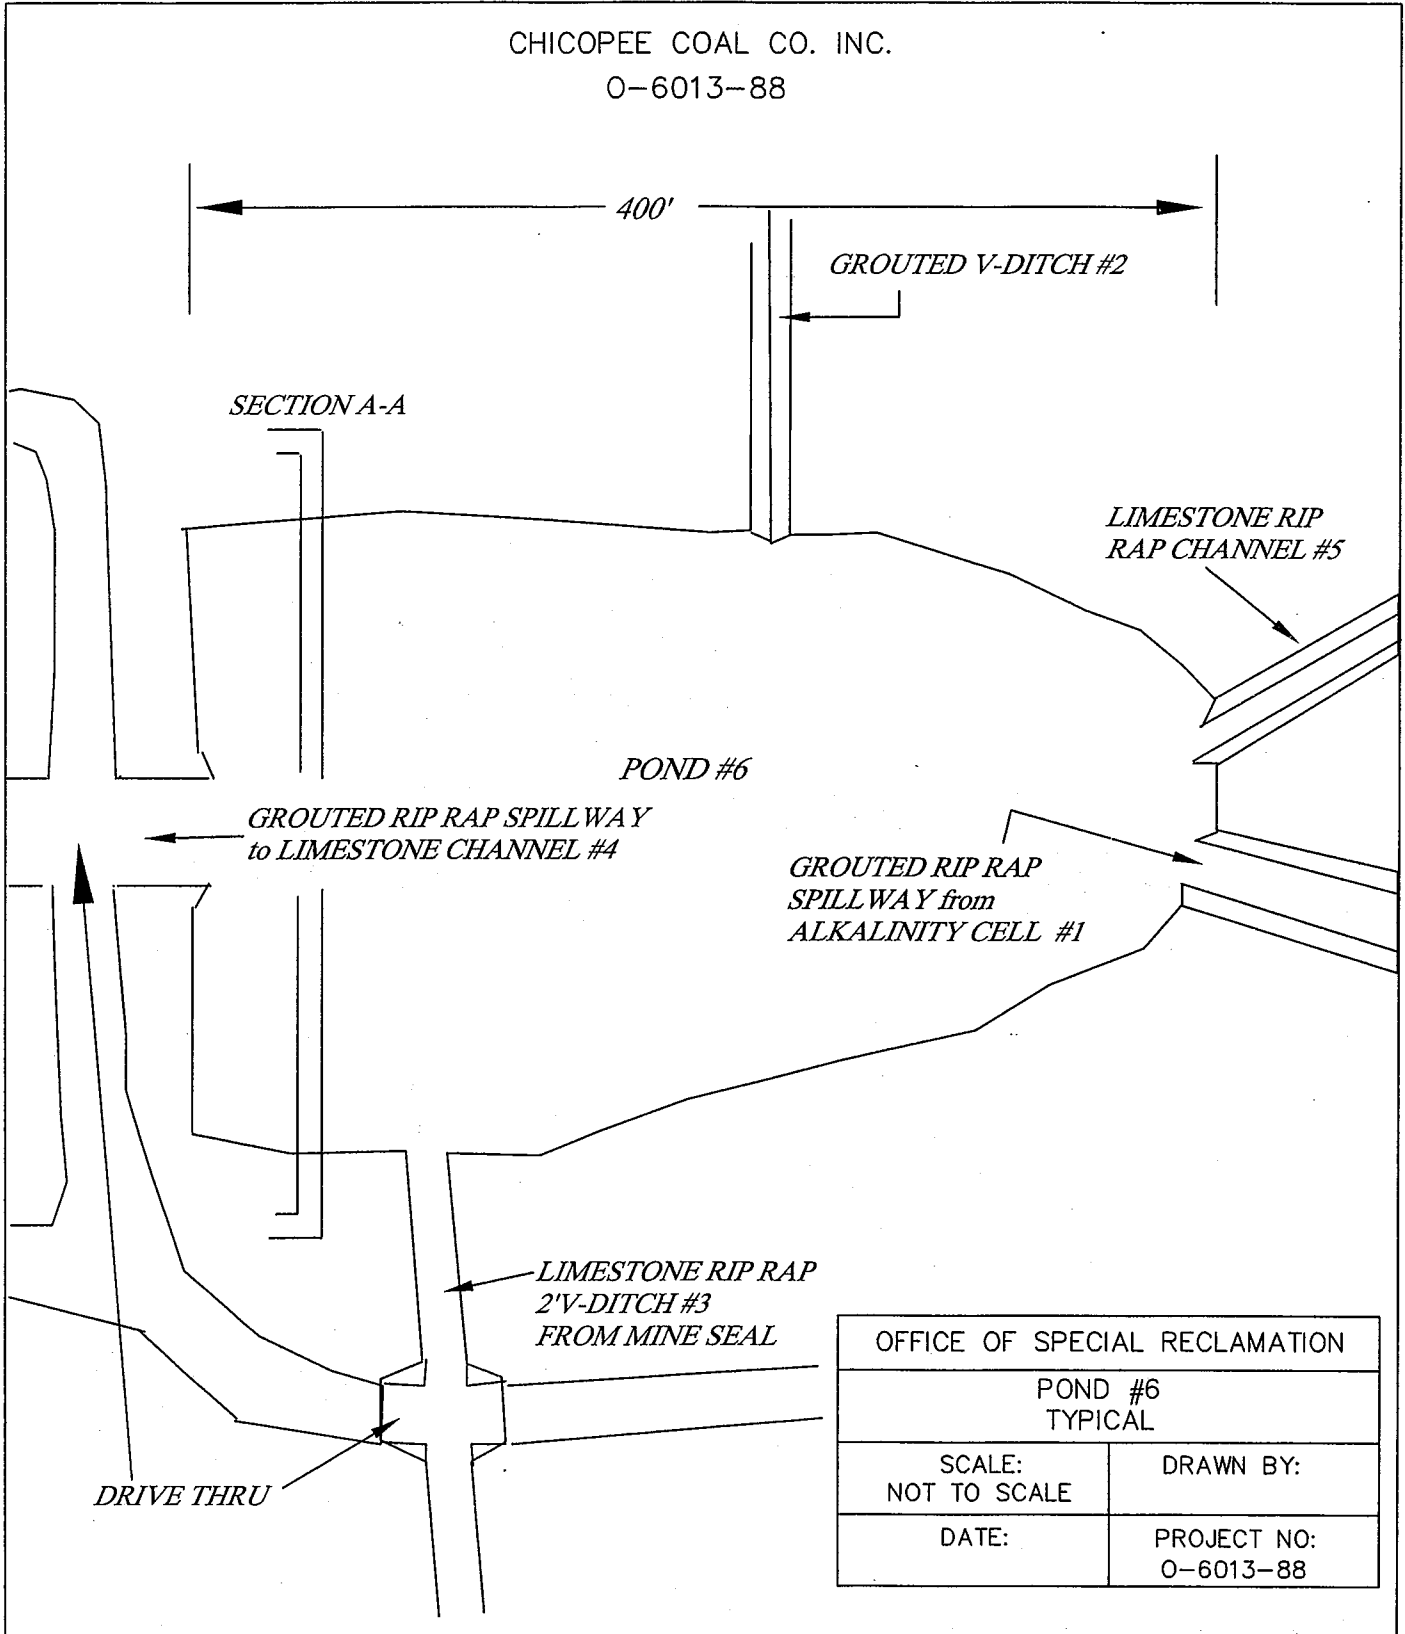 CHICOPEE COAL CO. INC.
O-6013-88
400'
GROUTED V-DITCH #2
SECTION A-A
LIMESTONE RIP
RAP CHANNEL #5
POND #6
GROUTED RIP RAP SPILLWAY
to LIMESTONE CHANNEL #4
GROUTED RIP RAP
SPILLWAY from
ALKALINITY CELL #1
LIMESTONE RIP RAP
2'V-DITCH #3
FROM MINE SEAL
DRIVE THRU
OFFICE OF SPECIAL RECLAMATION
POND #6
TYPICAL
SCALE:
NOT TO SCALE
DRAWN BY:
DATE:
PROJECT NO:
O-6013-88